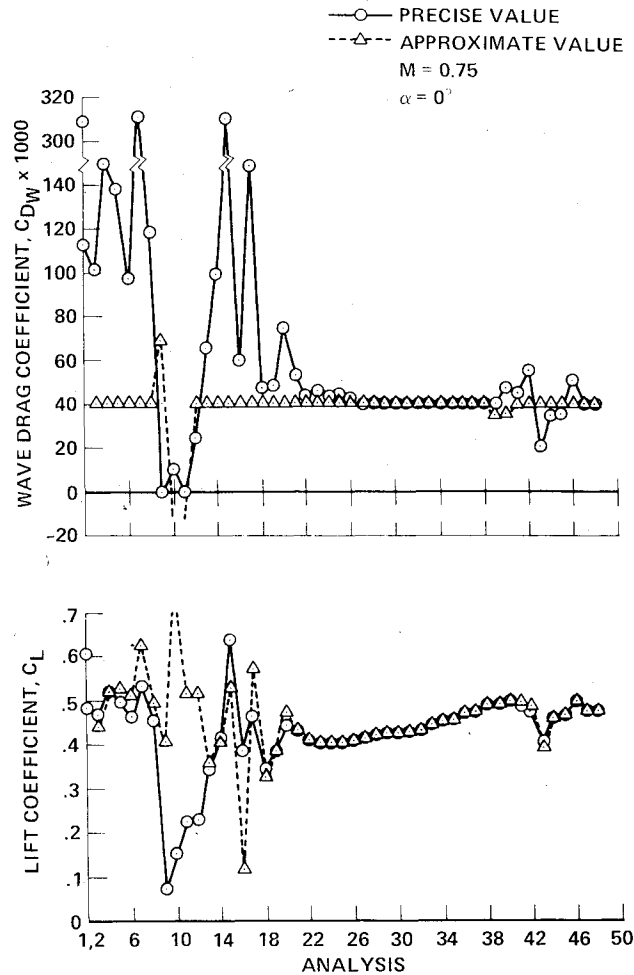 PRECISE VALUE
APPROXIMATE VALUE
M = 0.75
α = 0°
WAVE DRAG COEFFICIENT, CDW x 1000
320
300
140
120
100
80
60
40
20
0
-20
LIFT COEFFICIENT, CL
.7
.6
.5
.4
.3
.2
.1
0
1,2 6 10 14 18 22 26 30 34 38 42 46 50
ANALYSIS